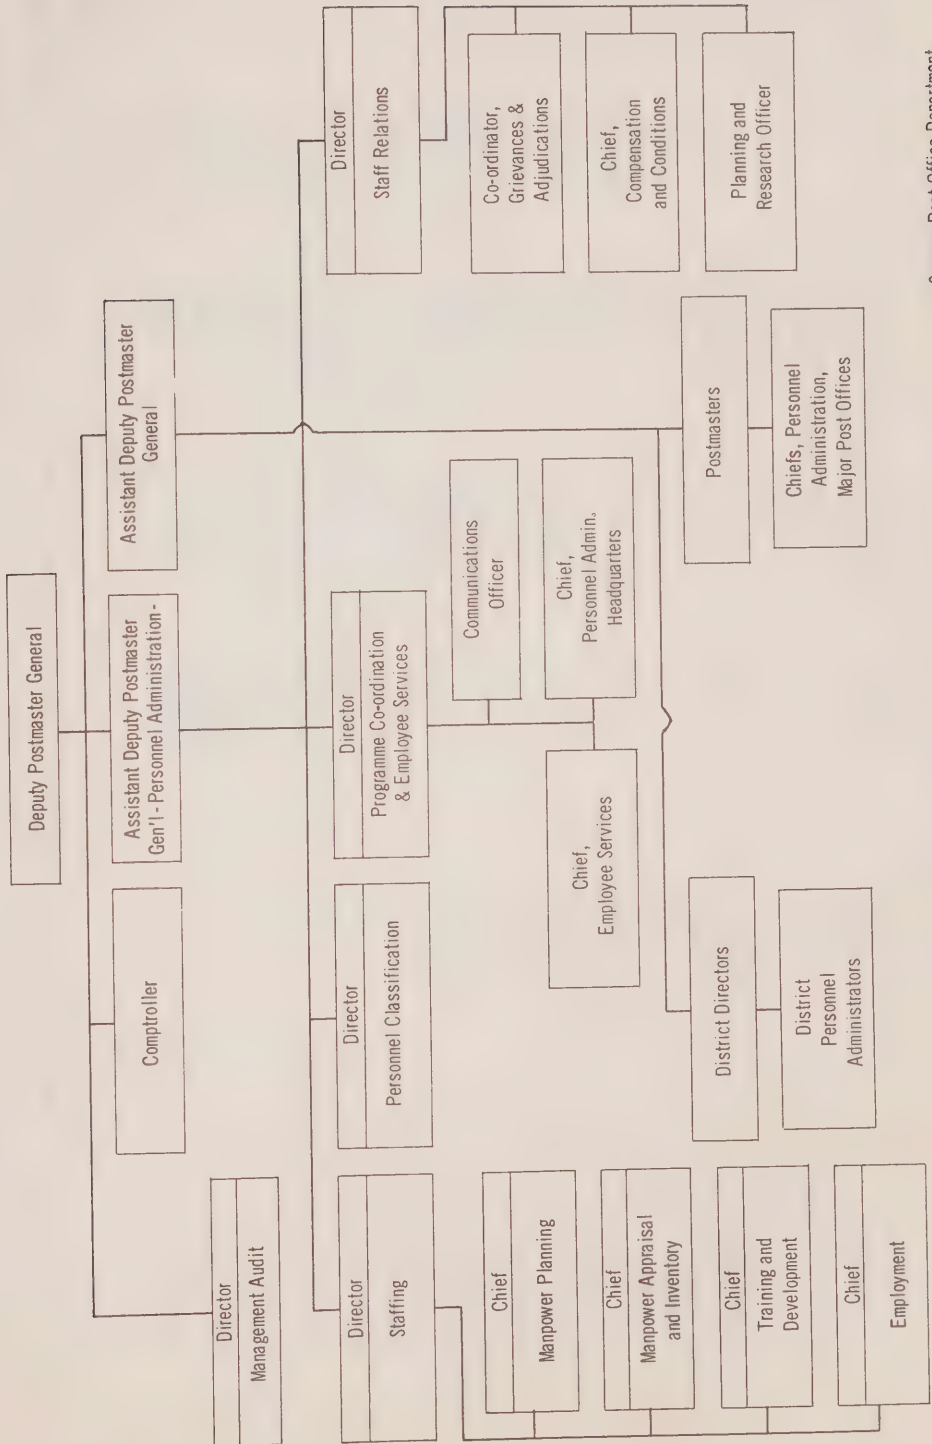 Deputy Postmaster General
Director
Management Audit
Comptroller
Assistant Deputy Postmaster
Gen'l - Personnel Administration -
Assistant Deputy Postmaster
General
Director
Staffing
Director
Personnel Classification
Director
Programme Co-ordination
& Employee Services
Director
Staff Relations
Chief
Manpower Planning
Chief
Manpower Appraisal
and Inventory
Chief
Training and
Development
Chief
Employment
Communications
Officer
Chief,
Personnel Admin.
Headquarters
Chief,
Employee Services
Co-ordinator,
Grievances &
Adjudications
Chief,
Compensation
and Conditions
Planning and
Research Officer
District Directors
District
Personnel
Administrators
Postmasters
Chiefs, Personnel
Administration,
Major Post Offices
Post Office Department